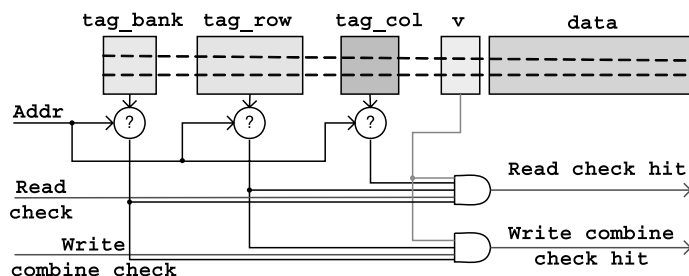 tag_bank tag_row tag_col v data
Addr ? ? ?
Read check hit
Read
check
Write combine
check hit
Write
combine check